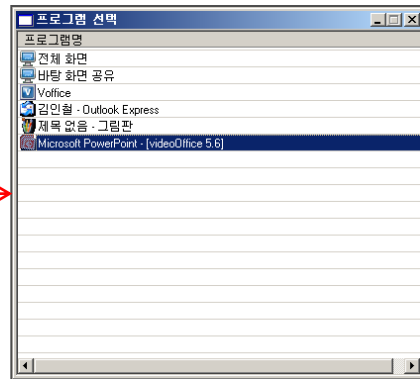 프로그램 선택
프로그램명
전체 화면
바탕 화면 공유
Voffice
김인철 - Outlook Express
제목 없음 - 그림판
Microsoft PowerPoint - [videoOffice 5.6]